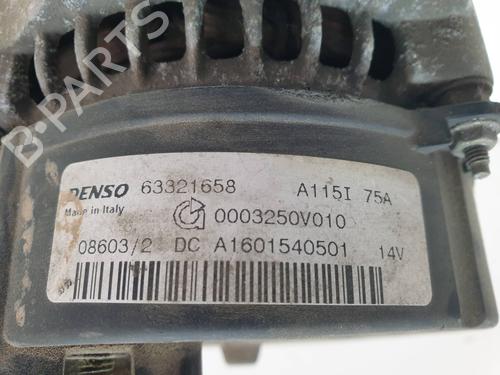 B-PARTS
DENSO 63321658 A115I 75A
Made in Italy
0003250V010
08603/2 DC A1601540501 14V